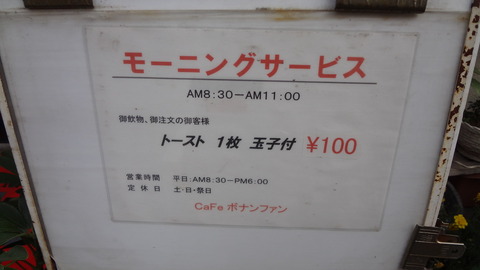 モーニングサービス
AM8:30-AM11:00
御飲物、御注文の御客様
トースト 1枚 玉子付 ¥100
営業時間 平日:AM8:30-PM6:00
定休日 土・日・祭日
CaFe ボナンファン